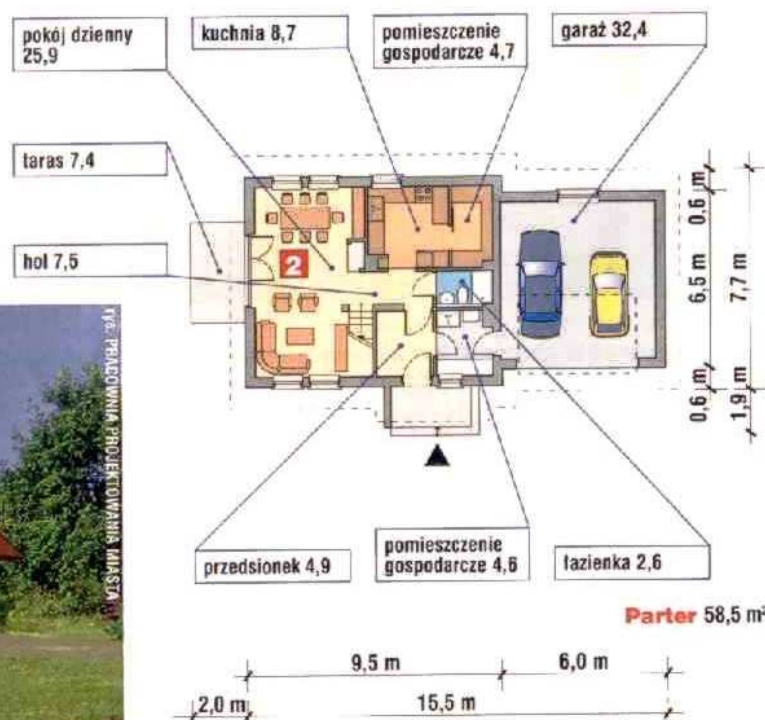 pokój dzienny
25,9
kuchnia 8,7
pomieszczenie
gospodarcze 4,7
garaż 32,4
taras 7,4
hol 7,5
2
0,6 m
6,5 m
7,7 m
0,6 m
1,9 m
rys. PRACOWNIA PROJEKTOWANIA MIASTA
przedsionek 4,9
pomieszczenie
gospodarcze 4,6
łazienka 2,6
Parter 58,5 m²
9,5 m
6,0 m
2,0 m
15,5 m